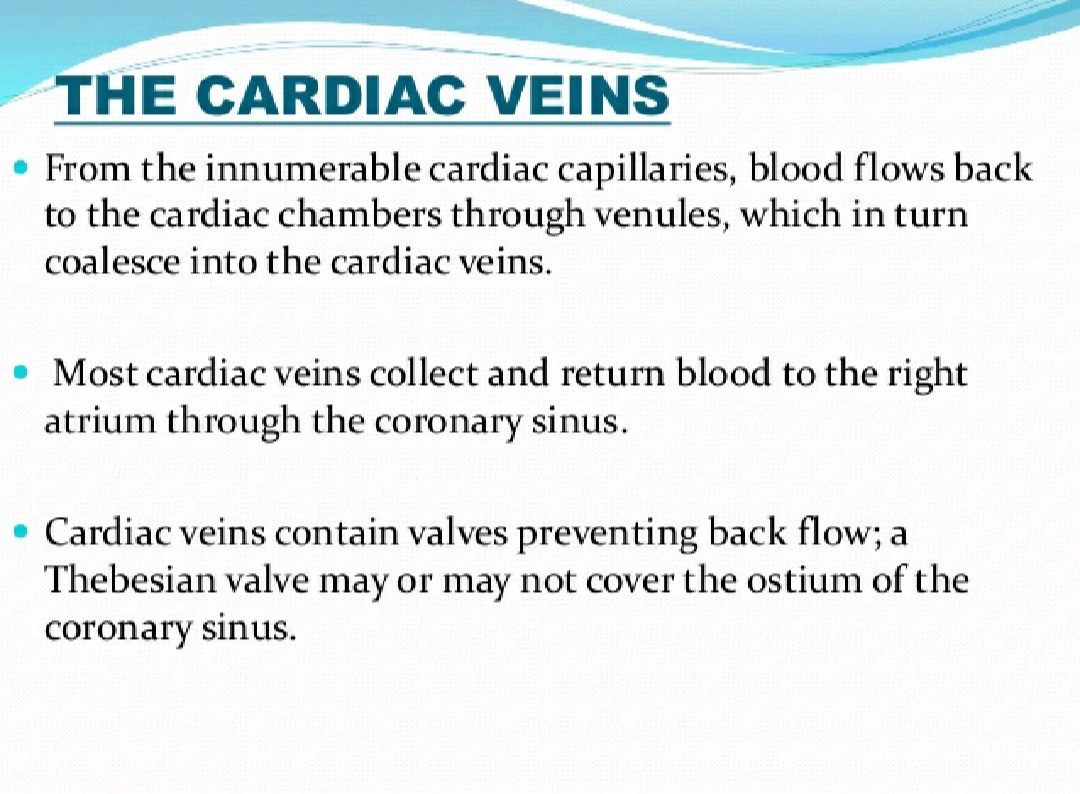 THE CARDIAC VEINS
• From the innumerable cardiac capillaries, blood flows back
to the cardiac chambers through venules, which in turn
coalesce into the cardiac veins.
• Most cardiac veins collect and return blood to the right
atrium through the coronary sinus.
• Cardiac veins contain valves preventing back flow; a
Thebesian valve may or may not cover the ostium of the
coronary sinus.